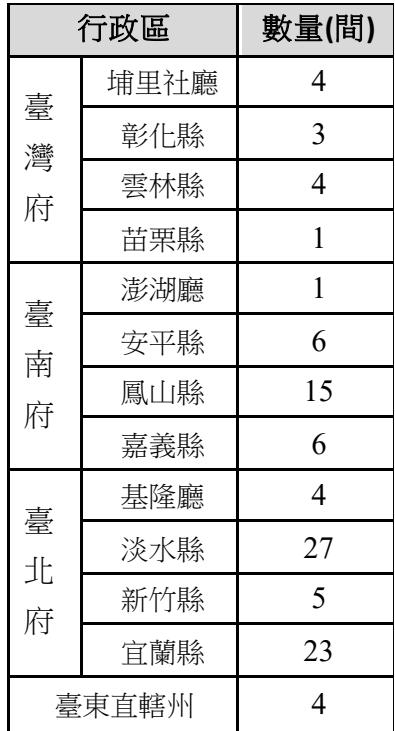 行政區 數量(間)
臺灣府 埔里社廳 4
彰化縣 3
雲林縣 4
苗栗縣 1
臺南府 澎湖廳 1
安平縣 6
鳳山縣 15
嘉義縣 6
臺北府 基隆廳 4
淡水縣 27
新竹縣 5
宜蘭縣 23
臺東直轄州 4